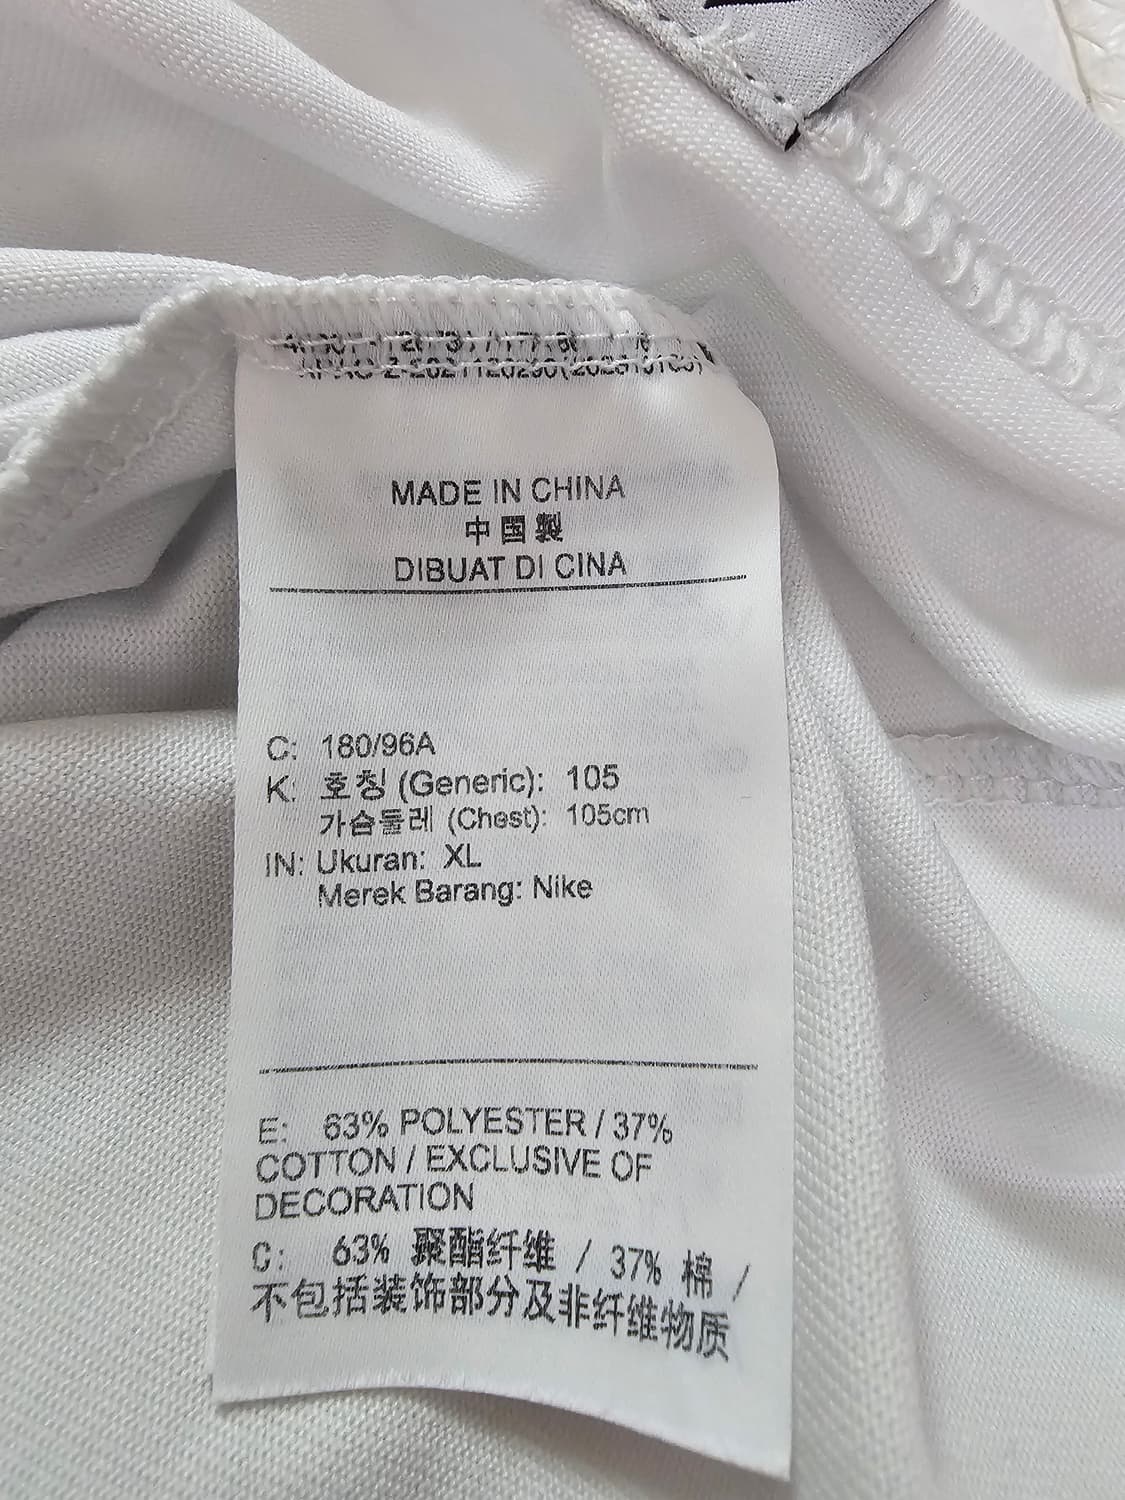 MADE IN CHINA
中国製
DIBUAT DI CINA
C: 180/96A
K: 호칭 (Generic): 105
가슴둘레 (Chest): 105cm
IN: Ukuran: XL
Merek Barang: Nike
E: 63% POLYESTER / 37%
COTTON / EXCLUSIVE OF
DECORATION
C: 63% 聚酯纤维 / 37% 棉 /
不包括装饰部分及非纤维物质